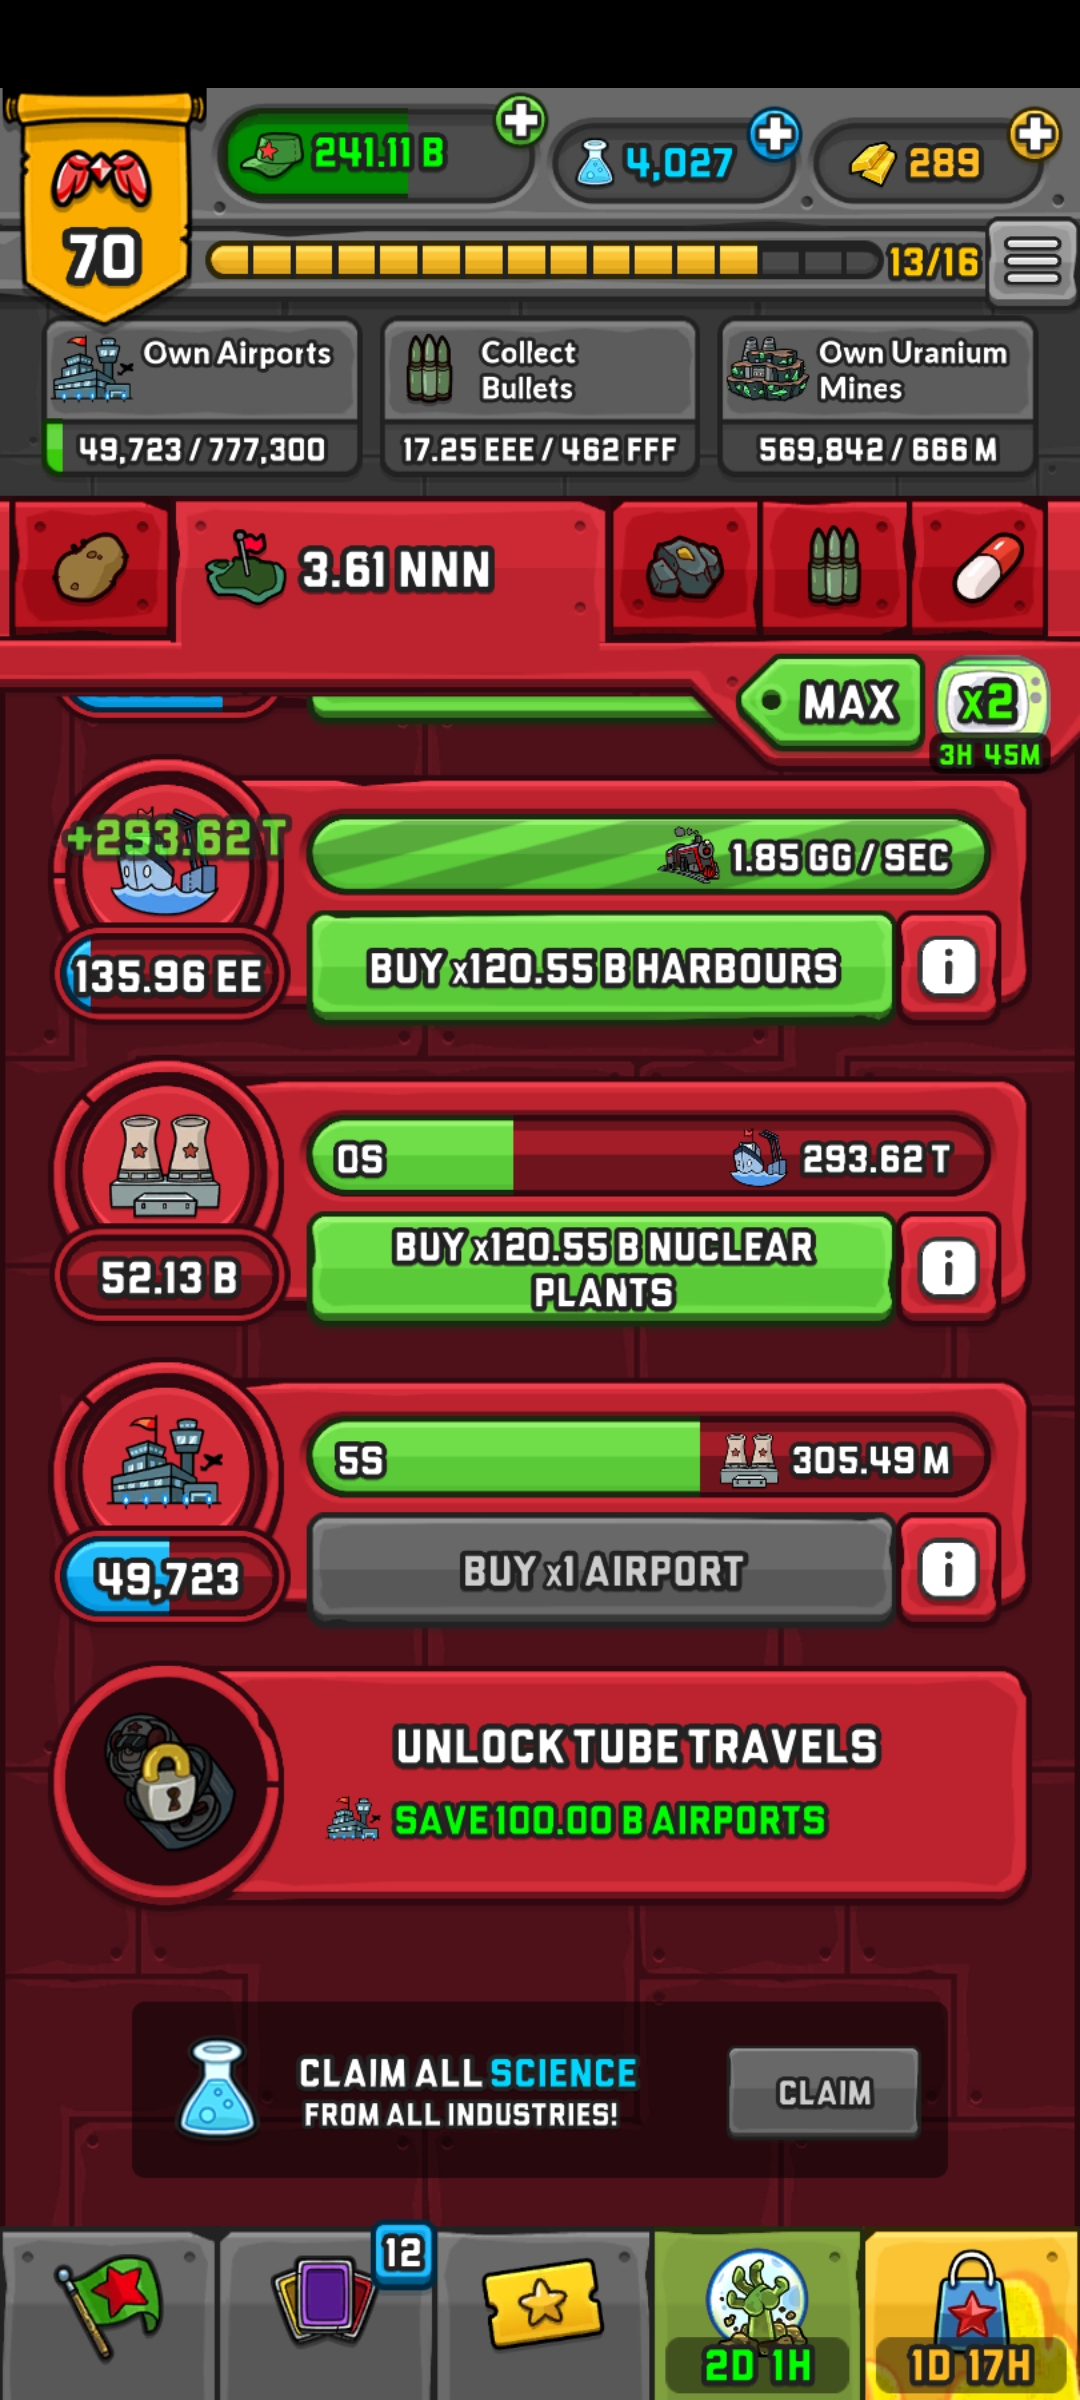 241.11 B
4,027
289
70
13/16
Own Airports
49,723 / 777,300
Collect
Bullets
17.25 EEE / 462 FFF
Own Uranium
Mines
569,842 / 666 M
3.61 NNN
MAX
x2
3H 45M
+293.62 T
1.85 GG / SEC
135.96 EE
BUY x120.55 B HARBOURS
i
0S
293.62 T
52.13 B
BUY x120.55 B NUCLEAR
PLANTS
i
5S
305.49 M
49,723
BUY x1 AIRPORT
i
UNLOCK TUBE TRAVELS
SAVE 100.00 B AIRPORTS
CLAIM ALL SCIENCE
FROM ALL INDUSTRIES!
CLAIM
12
2D 1H
1D 17H